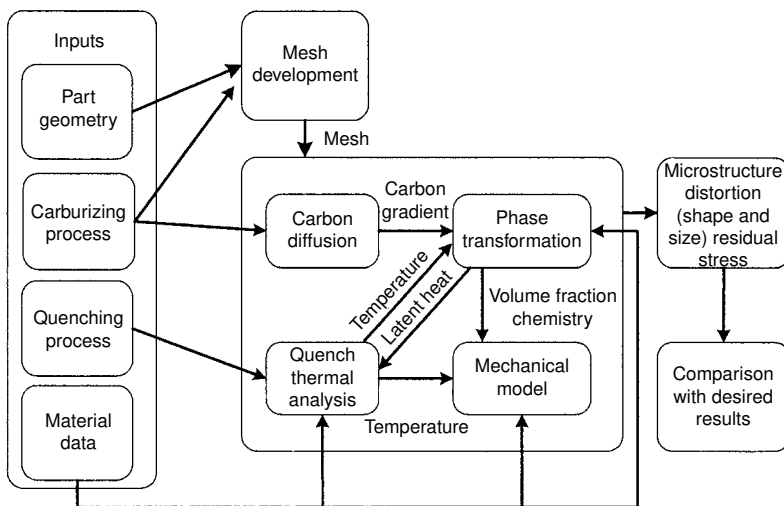 Inputs
Part
geometry
Carburizing
process
Quenching
process
Material
data
Mesh
development
Mesh
Carbon
diffusion
Carbon
gradient
Phase
transformation
Temperature
Latent heat
Volume fraction
chemistry
Quench
thermal
analysis
Temperature
Mechanical
model
Microstructure
distortion
(shape and
size) residual
stress
Comparison
with desired
results